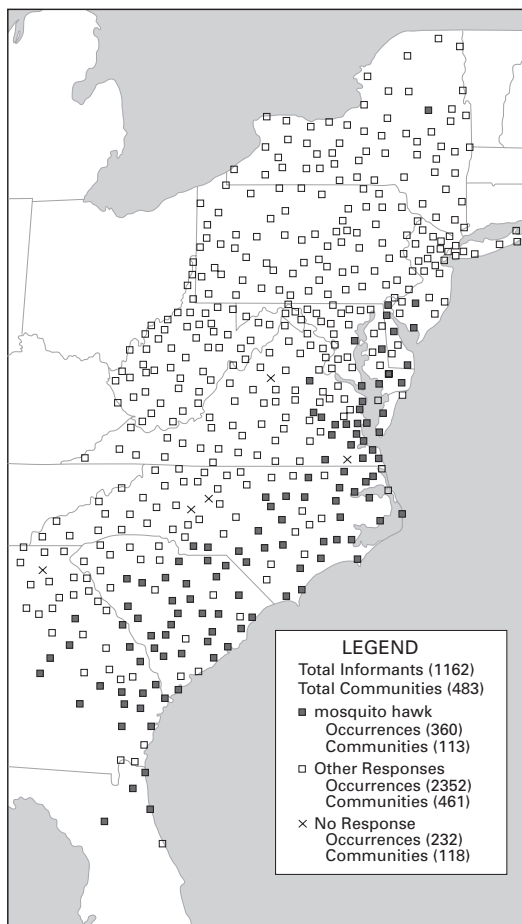 LEGEND
Total Informants (1162)
Total Communities (483)
mosquito hawk
Occurrences (360)
Communities (113)
Other Responses
Occurrences (2352)
Communities (461)
No Response
Occurrences (232)
Communities (118)